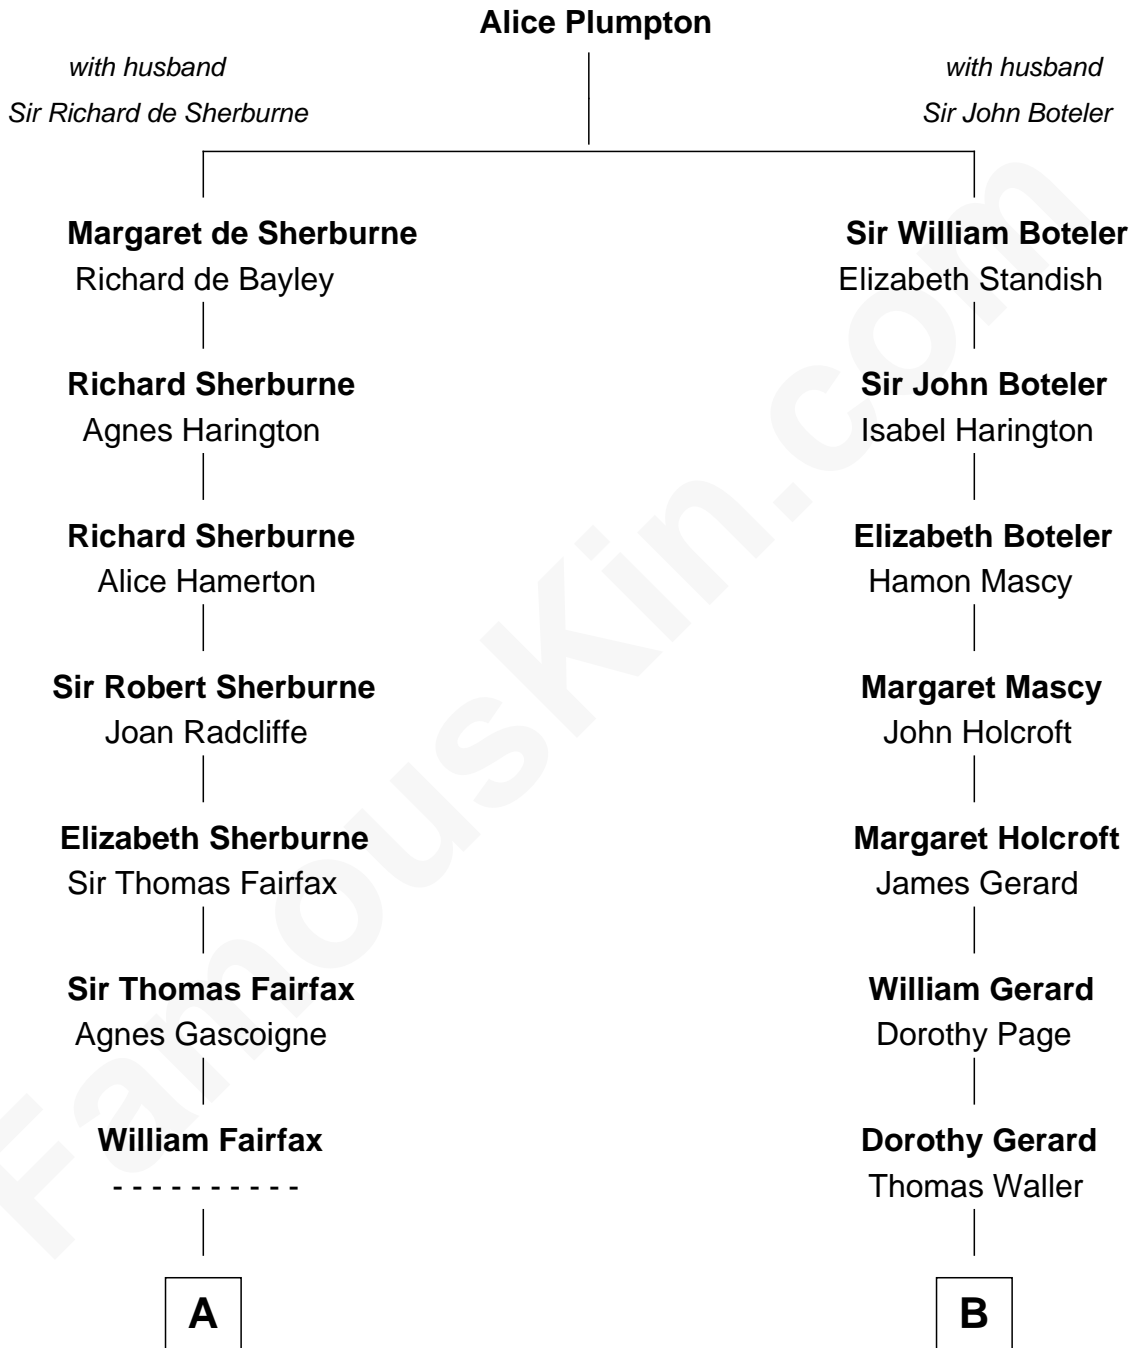 Alice Plumpton
with husband
Sir Richard de Sherburne
with husband
Sir John Boteler
Margaret de Sherburne
Richard de Bayley
Sir William Boteler
Elizabeth Standish
Richard Sherburne
Agnes Harington
Sir John Boteler
Isabel Harington
Richard Sherburne
Alice Hamerton
Elizabeth Boteler
Hamon Mascy
Sir Robert Sherburne
Joan Radcliffe
Margaret Mascy
John Holcroft
Elizabeth Sherburne
Sir Thomas Fairfax
Margaret Holcroft
James Gerard
Sir Thomas Fairfax
Agnes Gascoigne
William Gerard
Dorothy Page
William Fairfax
- - - - - - - - - -
Dorothy Gerard
Thomas Waller
A
B
FamousKin.com